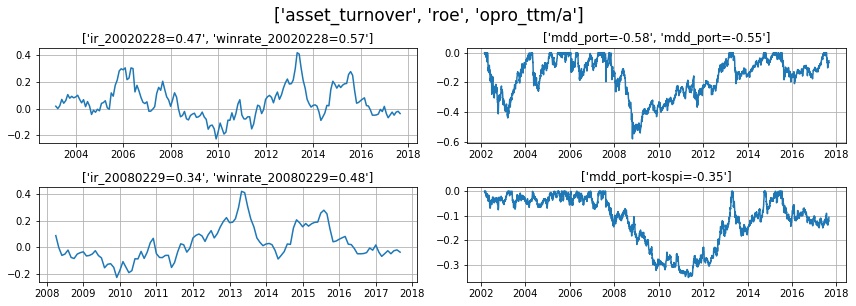 ['asset_turnover', 'roe', 'opro_ttm/a']
['ir_20020228=0.47', 'winrate_20020228=0.57']
0.4
0.2
0.0
−0.2
2004 2006 2008 2010 2012 2014 2016 2018
['mdd_port=-0.58', 'mdd_port=-0.55']
0.0
−0.2
−0.4
−0.6
2002 2004 2006 2008 2010 2012 2014 2016 2018
['ir_20080229=0.34', 'winrate_20080229=0.48']
0.4
0.2
0.0
−0.2
2008 2009 2010 2011 2012 2013 2014 2015 2016 2017 2018
['mdd_port-kospi=-0.35']
0.0
−0.1
−0.2
−0.3
2002 2004 2006 2008 2010 2012 2014 2016 2018